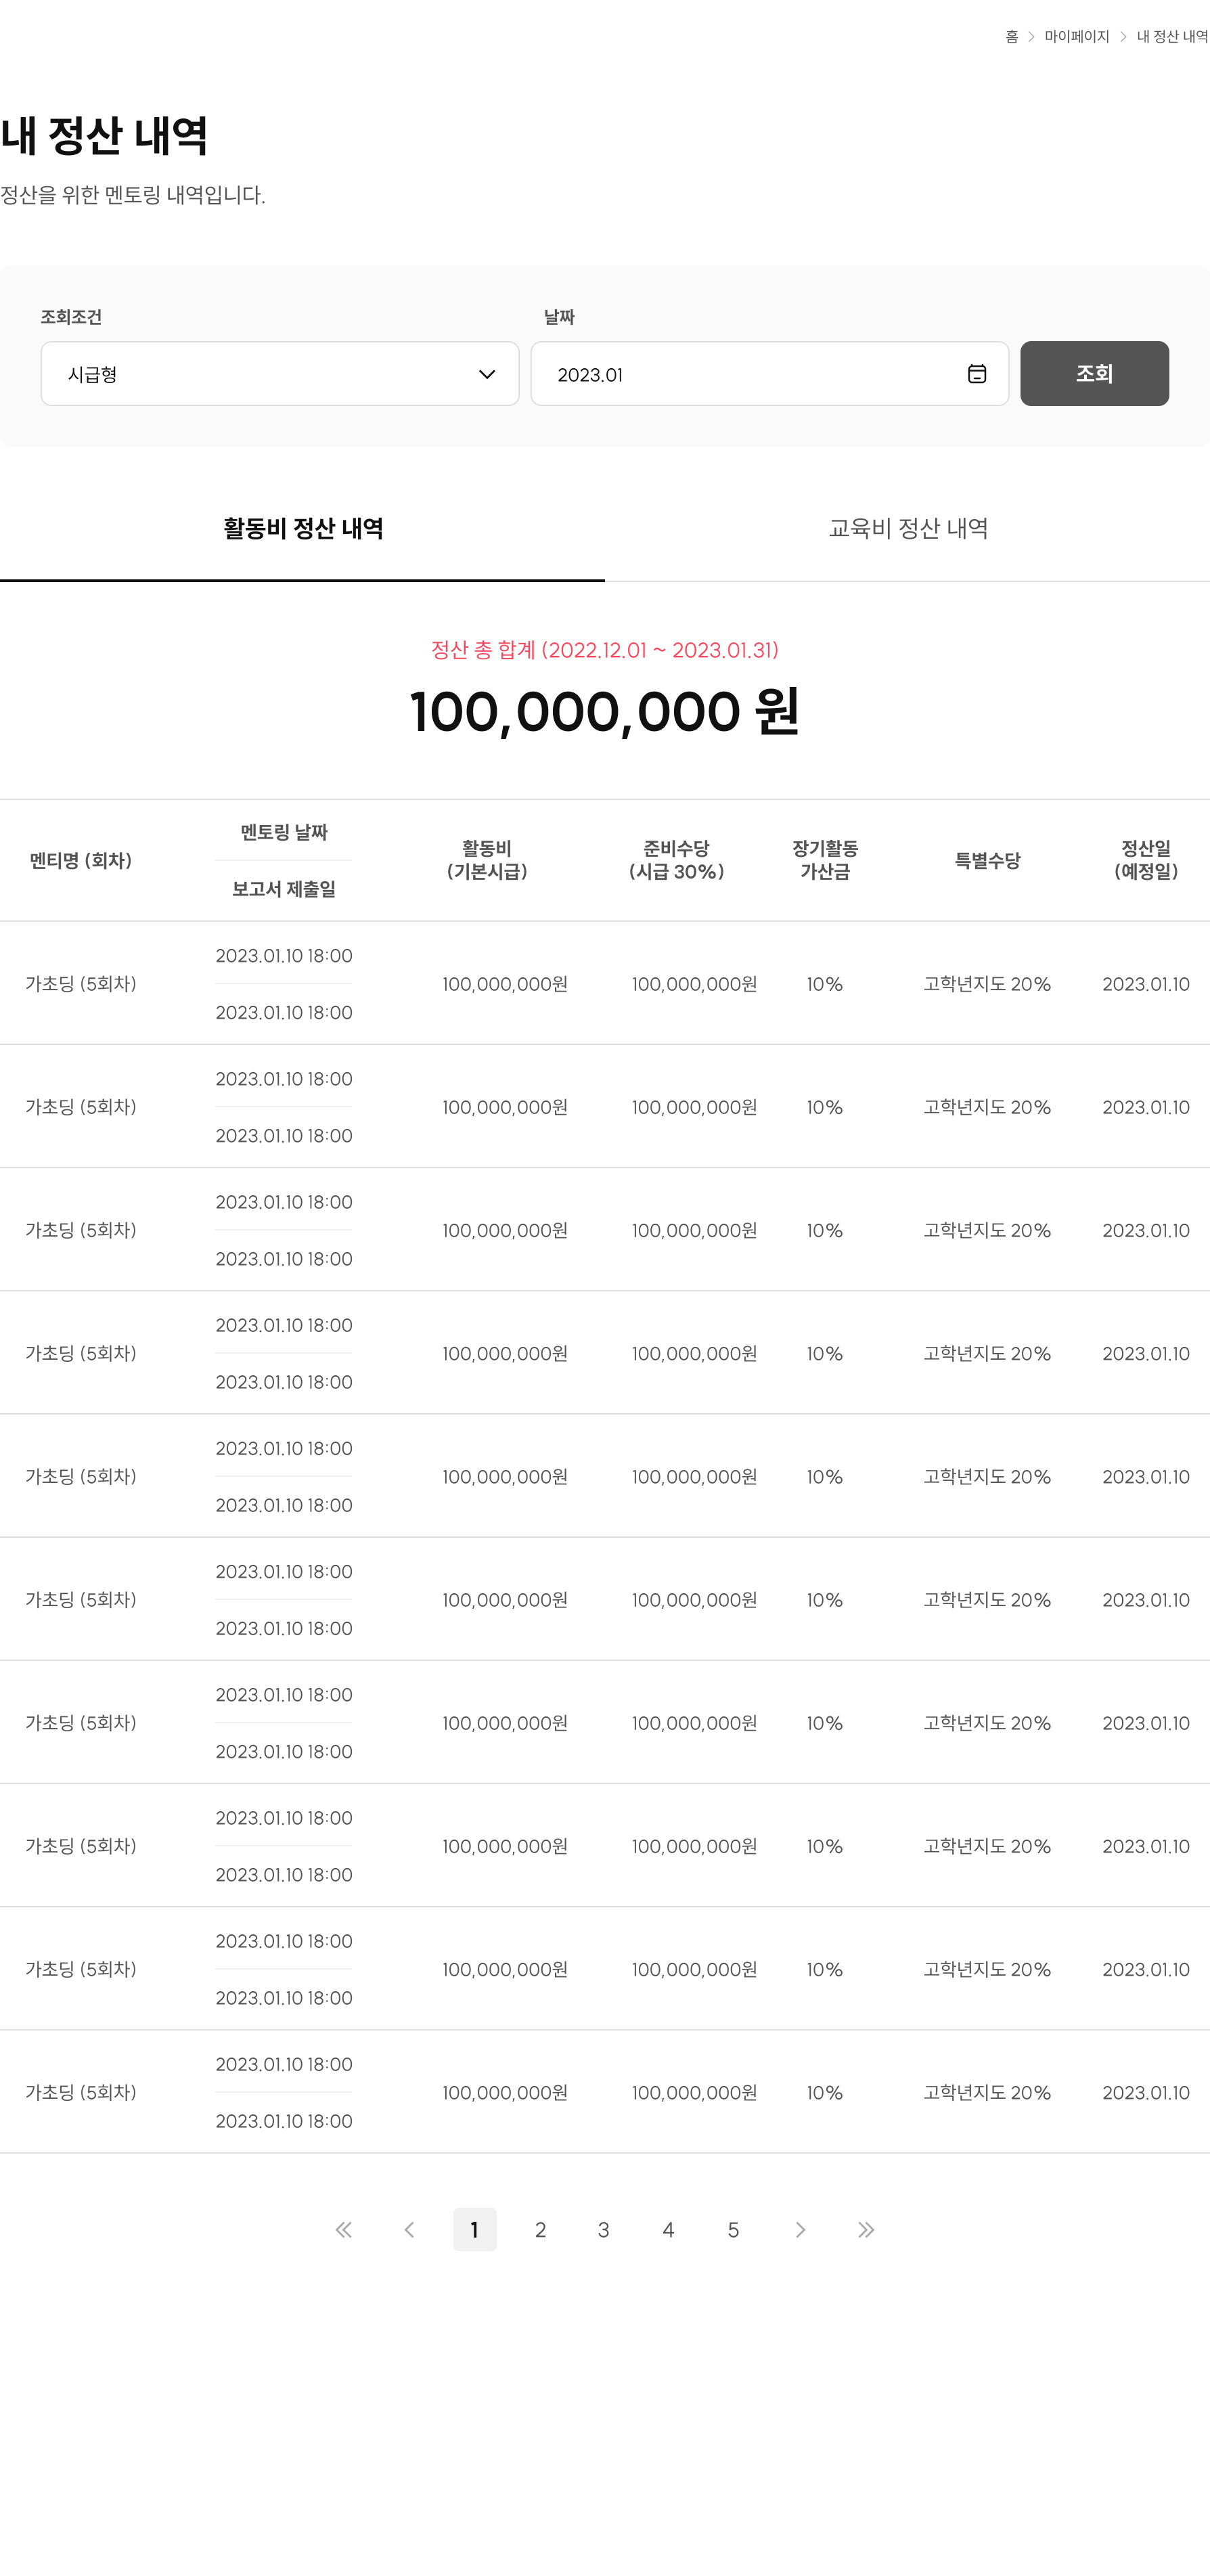 홈 > 마이페이지 > 내 정산 내역
내 정산 내역
정산을 위한 멘토링 내역입니다.
조회조건 날짜
시급형 2023.01 조회
활동비 정산 내역 교육비 정산 내역
정산 총 합계 (2022.12.01 ~ 2023.01.31)
100,000,000 원
멘티명 (회차)
멘토링 날짜
보고서 제출일
활동비
(기본시급)
준비수당
(시급 30%)
장기활동
가산금
특별수당
정산일
(예정일)
2023.01.10 18:00
가초딩 (5회차) 100,000,000원 100,000,000원 10% 고학년지도 20% 2023.01.10
2023.01.10 18:00
2023.01.10 18:00
가초딩 (5회차) 100,000,000원 100,000,000원 10% 고학년지도 20% 2023.01.10
2023.01.10 18:00
2023.01.10 18:00
가초딩 (5회차) 100,000,000원 100,000,000원 10% 고학년지도 20% 2023.01.10
2023.01.10 18:00
2023.01.10 18:00
가초딩 (5회차) 100,000,000원 100,000,000원 10% 고학년지도 20% 2023.01.10
2023.01.10 18:00
2023.01.10 18:00
가초딩 (5회차) 100,000,000원 100,000,000원 10% 고학년지도 20% 2023.01.10
2023.01.10 18:00
2023.01.10 18:00
가초딩 (5회차) 100,000,000원 100,000,000원 10% 고학년지도 20% 2023.01.10
2023.01.10 18:00
2023.01.10 18:00
가초딩 (5회차) 100,000,000원 100,000,000원 10% 고학년지도 20% 2023.01.10
2023.01.10 18:00
2023.01.10 18:00
가초딩 (5회차) 100,000,000원 100,000,000원 10% 고학년지도 20% 2023.01.10
2023.01.10 18:00
2023.01.10 18:00
가초딩 (5회차) 100,000,000원 100,000,000원 10% 고학년지도 20% 2023.01.10
2023.01.10 18:00
2023.01.10 18:00
가초딩 (5회차) 100,000,000원 100,000,000원 10% 고학년지도 20% 2023.01.10
2023.01.10 18:00
1 2 3 4 5